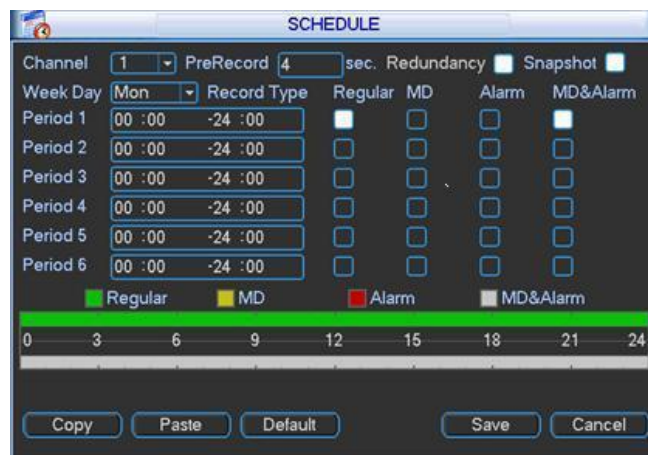 SCHEDULE
Channel 1 PreRecord 4 sec. Redundancy Snapshot
Week Day Mon Record Type Regular MD Alarm MD&Alarm
Period 1 00 :00 -24 :00
Period 2 00 :00 -24 :00
Period 3 00 :00 -24 :00
Period 4 00 :00 -24 :00
Period 5 00 :00 -24 :00
Period 6 00 :00 -24 :00
Regular MD Alarm MD&Alarm
0 3 6 9 12 15 18 21 24
Copy Paste Default Save Cancel